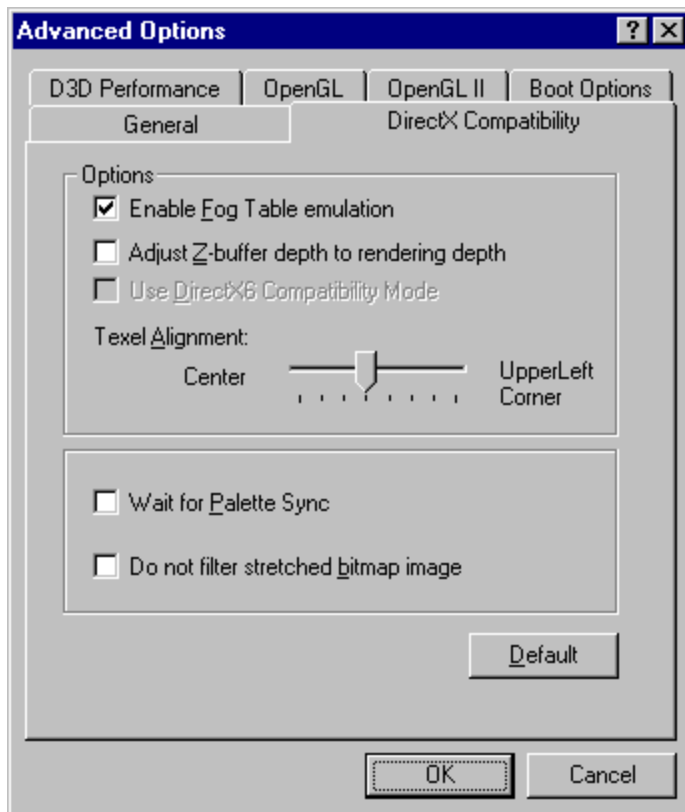 Advanced Options
D3D Performance OpenGL OpenGL II Boot Options
General DirectX Compatibility
Options
Enable Fog Table emulation
Adjust Z-buffer depth to rendering depth
Use DirectX6 Compatibility Mode
Texel Alignment:
Center
UpperLeft
Corner
Wait for Palette Sync
Do not filter stretched bitmap image
Default
OK Cancel